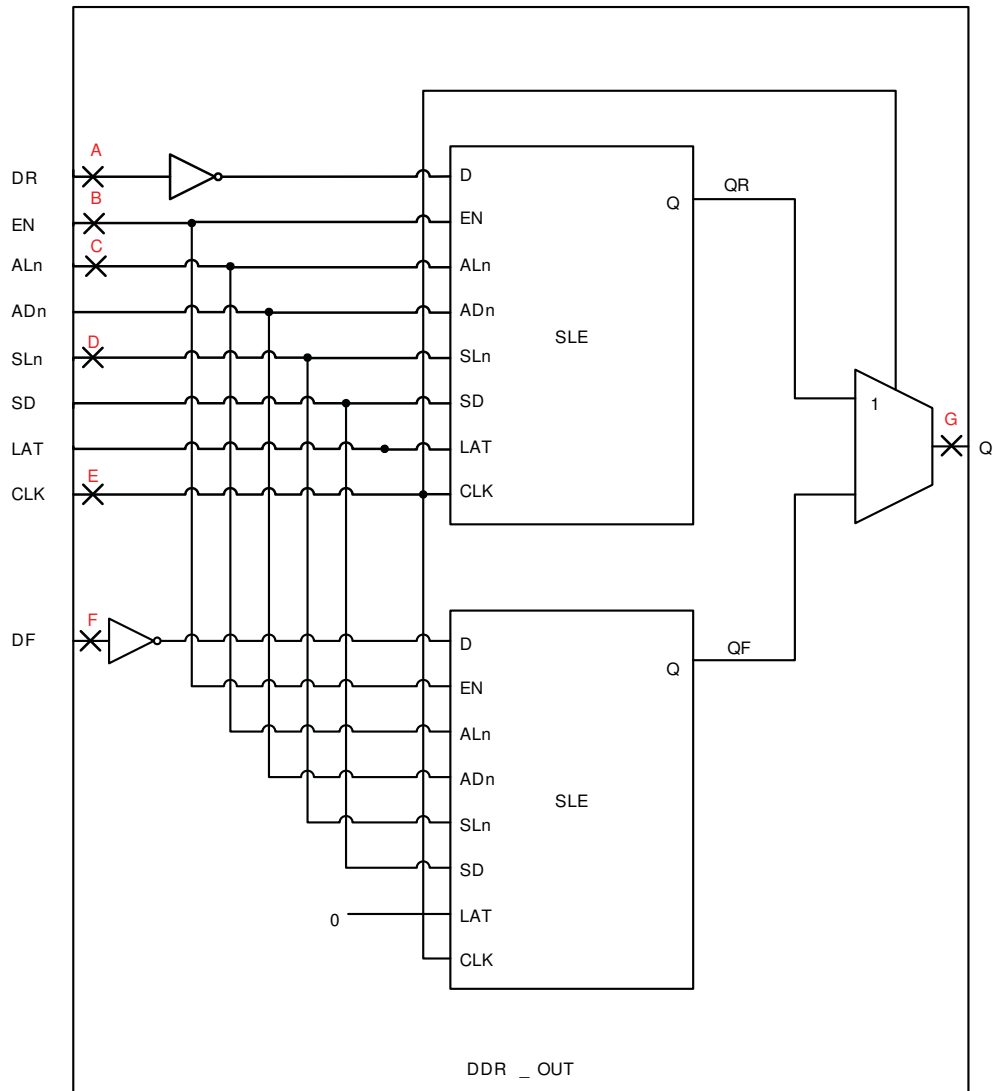 A
DR
D
B
Q
QR
EN
EN
C
ALn
ALn
ADn
ADn
SLE
D
SLn
SLn
SD
SD
1
G
LAT
LAT
Q
E
CLK
CLK
F
DF
D
QF
Q
EN
ALn
ADn
SLE
SLn
SD
0
LAT
CLK
DDR _ OUT